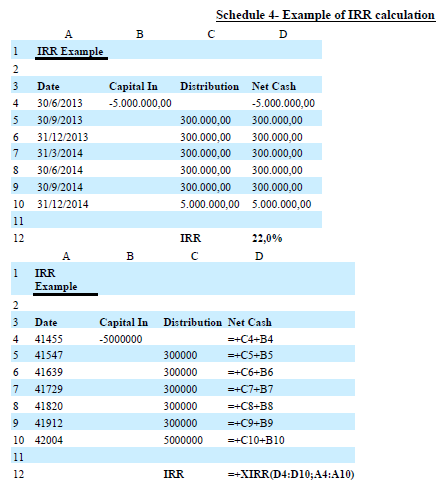 Schedule 4- Example of IRR calculation
A B C D
1 IRR Example
2
3 Date Capital In Distribution Net Cash
4 30/6/2013 -5.000.000,00 -5.000.000,00
5 30/9/2013 300.000,00 300.000,00
6 31/12/2013 300.000,00 300.000,00
7 31/3/2014 300.000,00 300.000,00
8 30/6/2014 300.000,00 300.000,00
9 30/9/2014 300.000,00 300.000,00
10 31/12/2014 5.000.000,00 5.000.000,00
11
12 IRR 22,0%
A B C D
1 IRR
Example
2
3 Date Capital In Distribution Net Cash
4 41455 -5000000 =+C4+B4
5 41547 300000 =+C5+B5
6 41639 300000 =+C6+B6
7 41729 300000 =+C7+B7
8 41820 300000 =+C8+B8
9 41912 300000 =+C9+B9
10 42004 5000000 =+C10+B10
11
12 IRR =+XIRR(D4:D10;A4:A10)